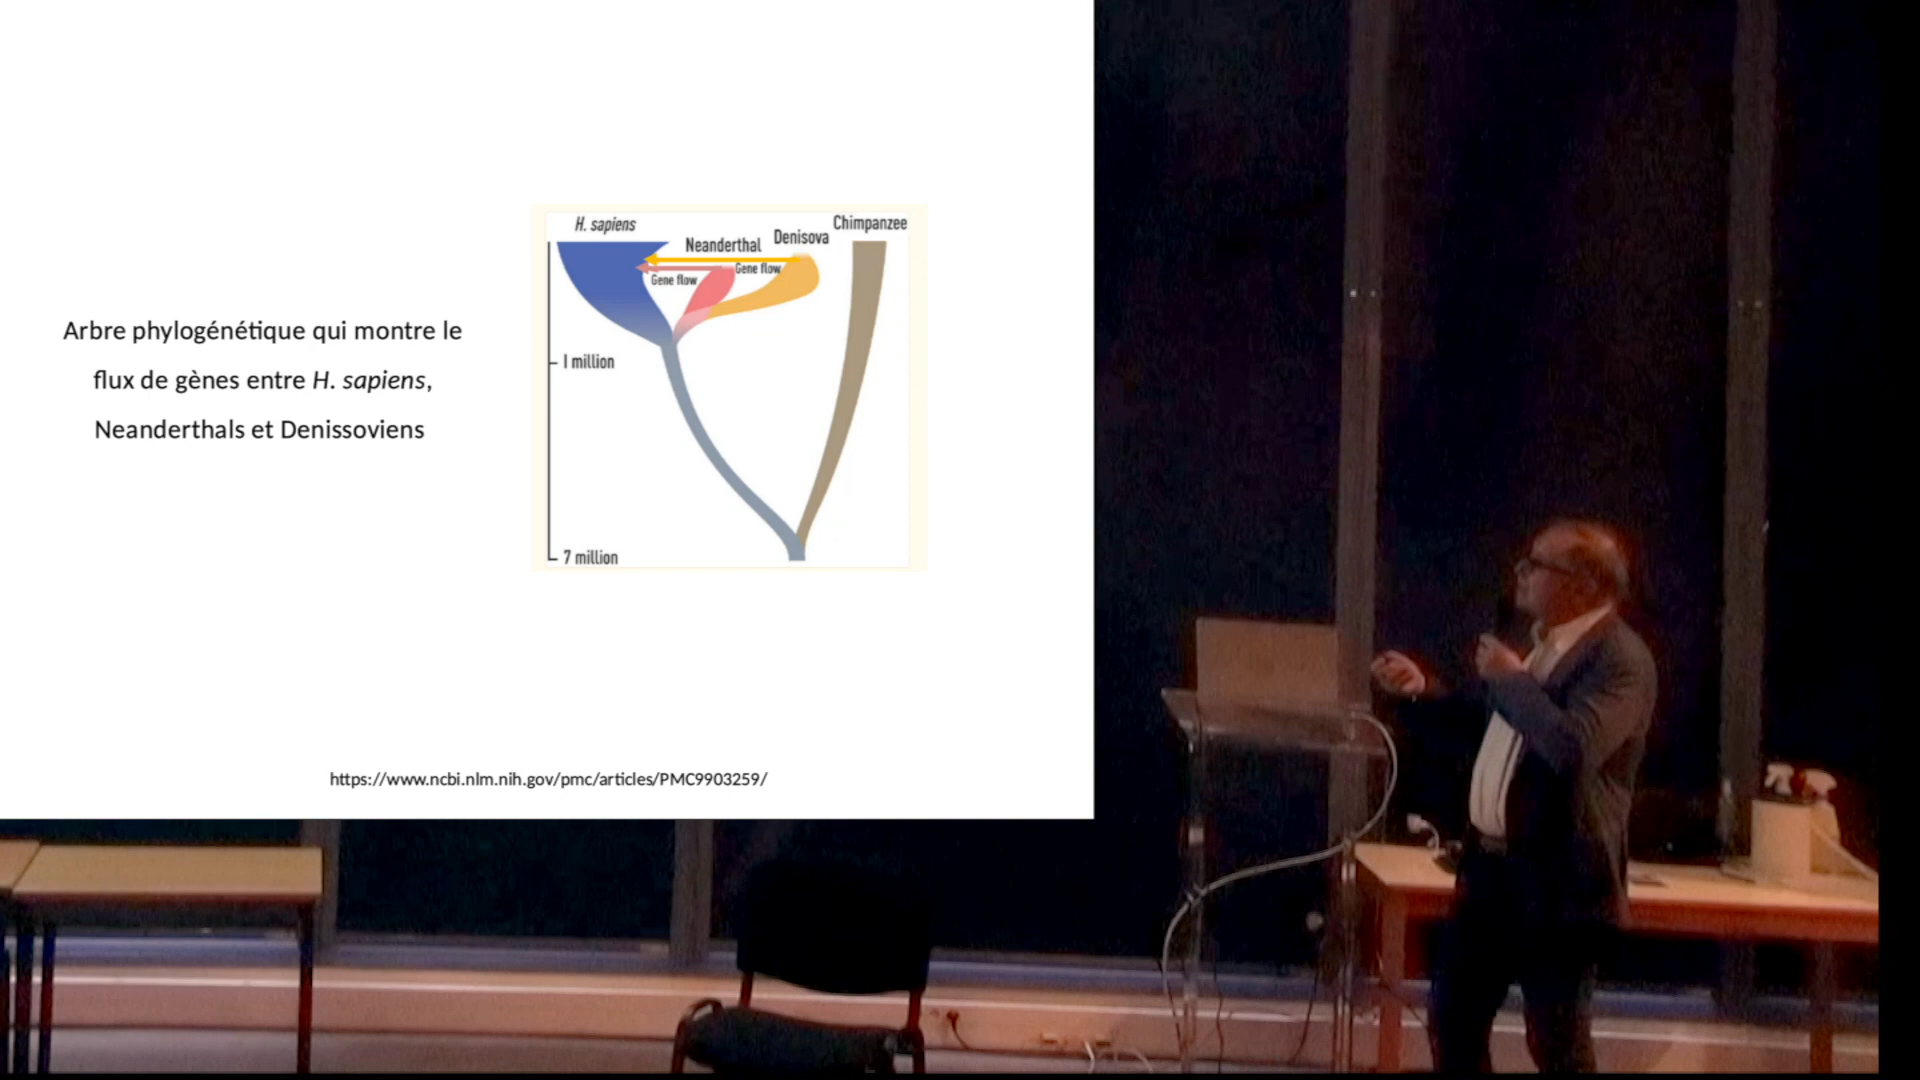 Arbre phylogénétique qui montre le
flux de gènes entre H. sapiens,
Neanderthals et Denissoviens
H. sapiens
Neanderthal
Denisova
Chimpanzee
Gene flow
Gene flow
1 million
7 million
https://www.ncbi.nlm.nih.gov/pmc/articles/PMC9903259/